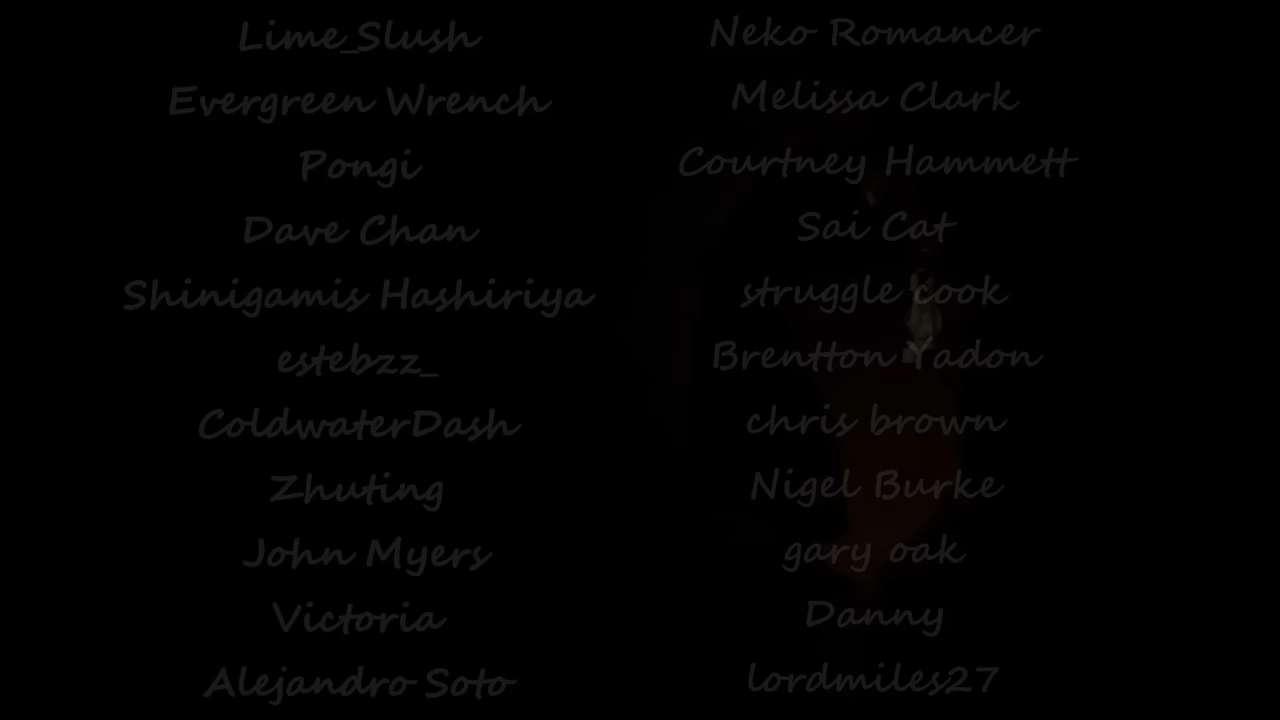 Lime_Slush
Evergreen Wrench
Pongi
Dave Chan
Shinigamis Hashiriya
estebzz_
ColdwaterDash
Zhuting
John Myers
Victoria
Alejandro Soto
Neko Romancer
Melissa Clark
Courtney Hammett
Sai Cat
struggle cook
Brentton Yadon
chris brown
Nigel Burke
gary oak
Danny
lordmiles27